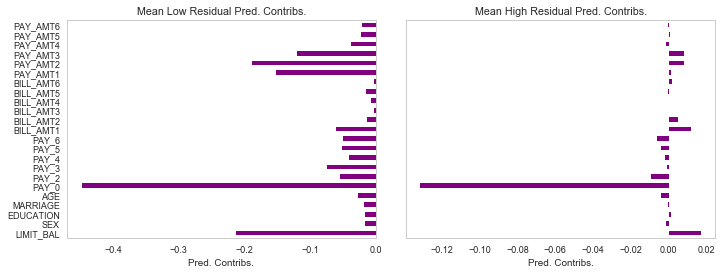 Mean Low Residual Pred. Contribs.
Mean High Residual Pred. Contribs.
PAY_AMT6
PAY_AMT5
PAY_AMT4
PAY_AMT3
PAY_AMT2
PAY_AMT1
BILL_AMT6
BILL_AMT5
BILL_AMT4
BILL_AMT3
BILL_AMT2
BILL_AMT1
PAY_6
PAY_5
PAY_4
PAY_3
PAY_2
PAY_0
AGE
MARRIAGE
EDUCATION
SEX
LIMIT_BAL
−0.4 −0.3 −0.2 −0.1 0.0
−0.12 −0.10 −0.08 −0.06 −0.04 −0.02 0.00 0.02
Pred. Contribs.
Pred. Contribs.